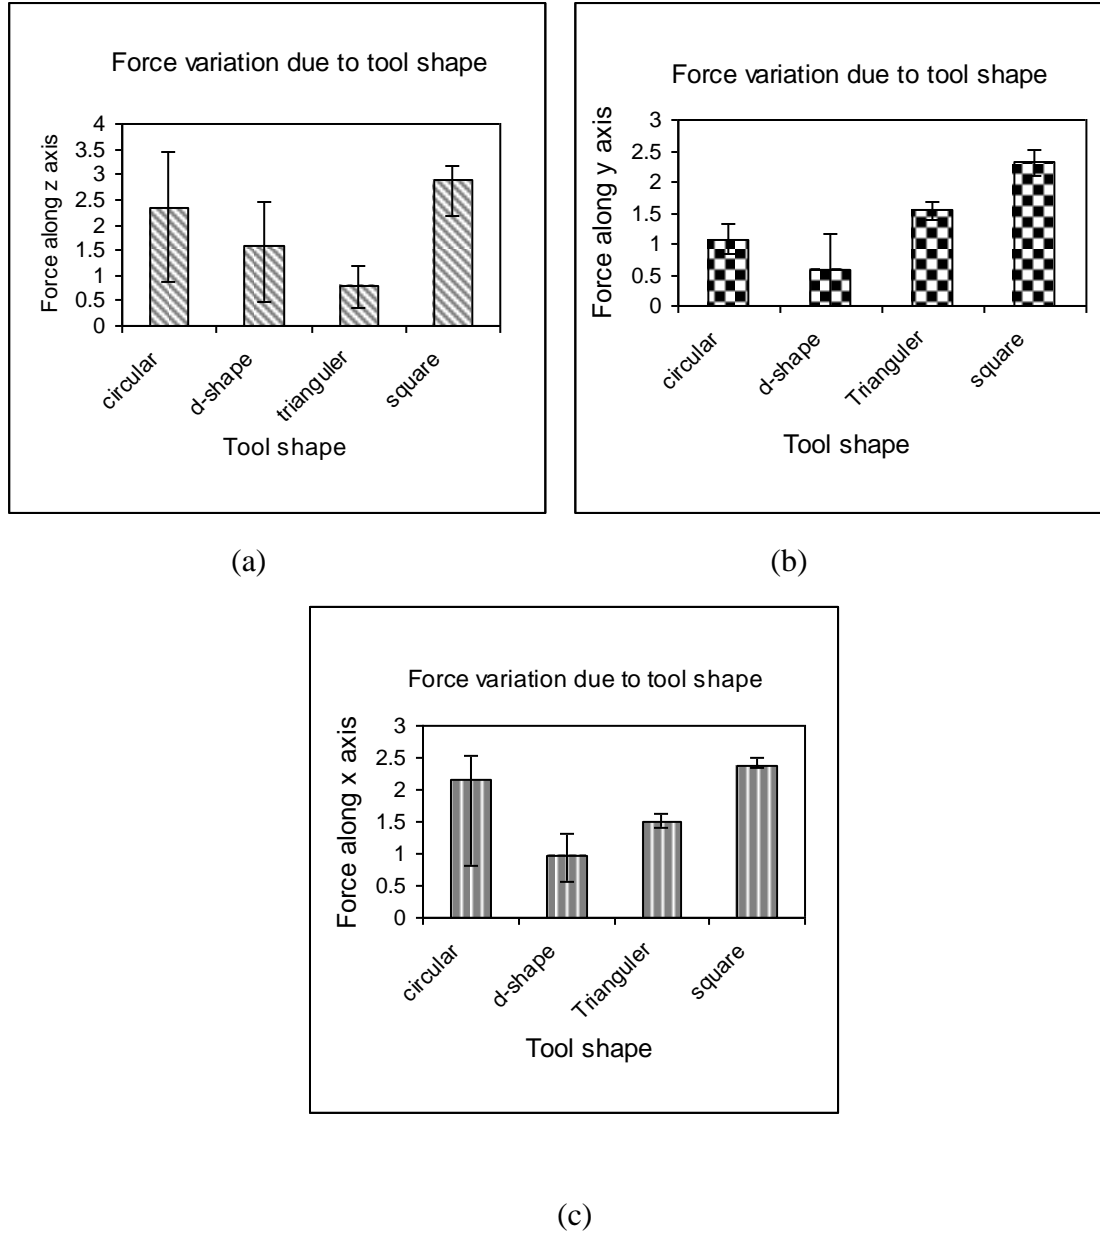 Force variation due to tool shape
Force along z axis
4
3.5
3
2.5
2
1.5
1
0.5
0
circular
d-shape
trianguler
square
Tool shape
(a)
Force variation due to tool shape
Force along y axis
3
2.5
2
1.5
1
0.5
0
circular
d-shape
Trianguler
square
Tool shape
(b)
Force variation due to tool shape
Force along x axis
3
2.5
2
1.5
1
0.5
0
circular
d-shape
Trianguler
square
Tool shape
(c)